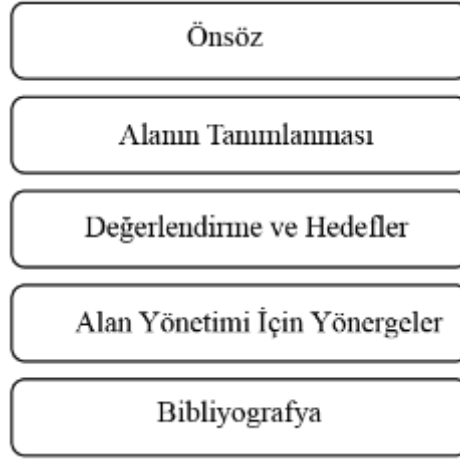 Önsöz
Alanın Tanımlanması
Değerlendirme ve Hedefler
Alan Yönetimi İçin Yönergeler
Bibliyografya